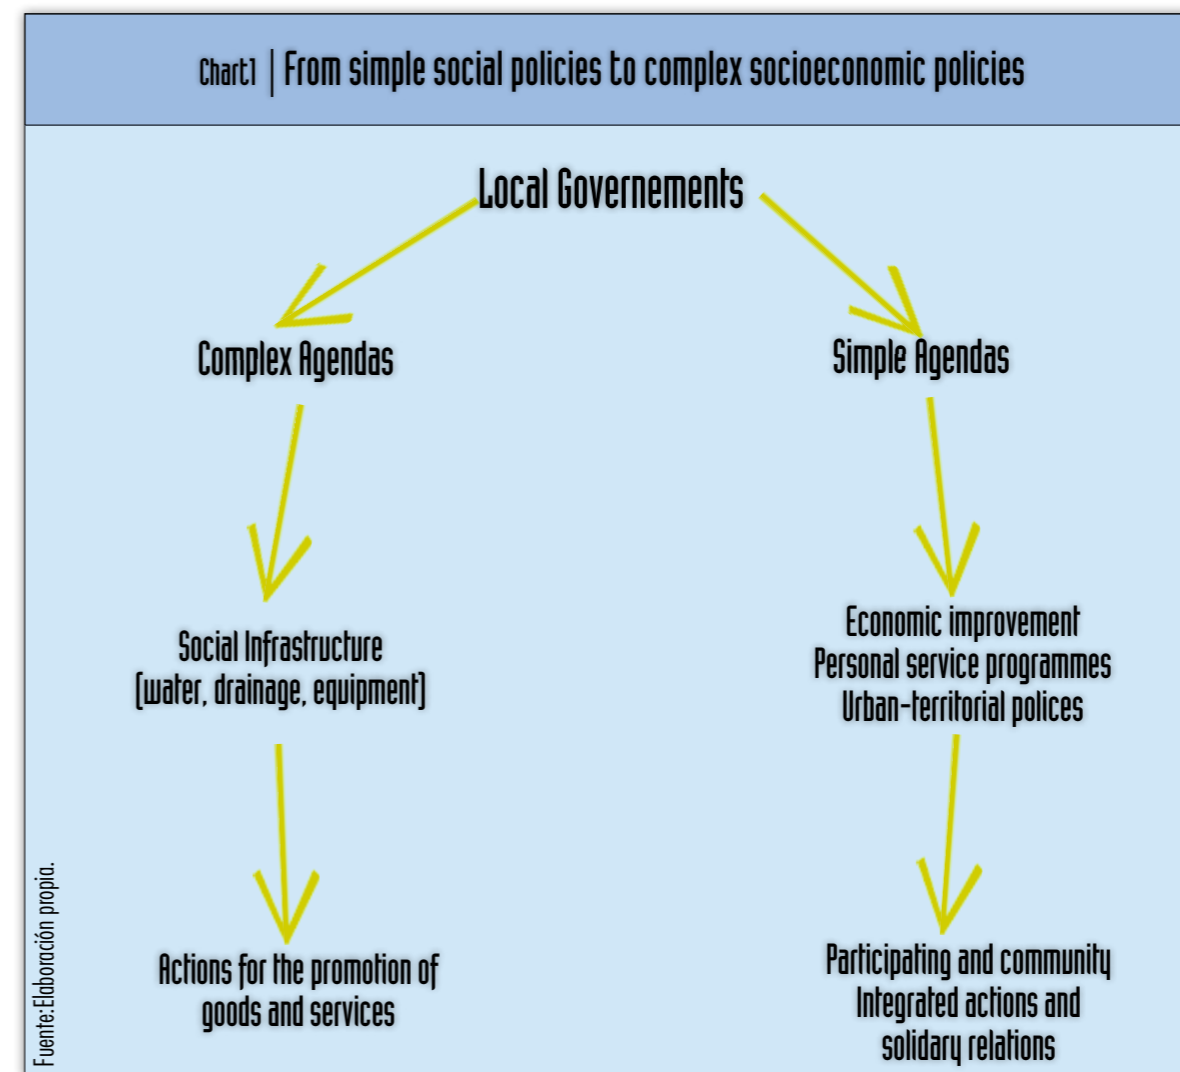 Chart1 | From simple social policies to complex socioeconomic policies
Local Governements
Complex Agendas
Simple Agendas
Social Infrastructure
(water, drainage, equipment)
Economic improvement
Personal service programmes
Urban-territorial polices
Actions for the promotion of
goods and services
Participating and community
Integrated actions and
solidary relations
Fuente:Elaboración propia.